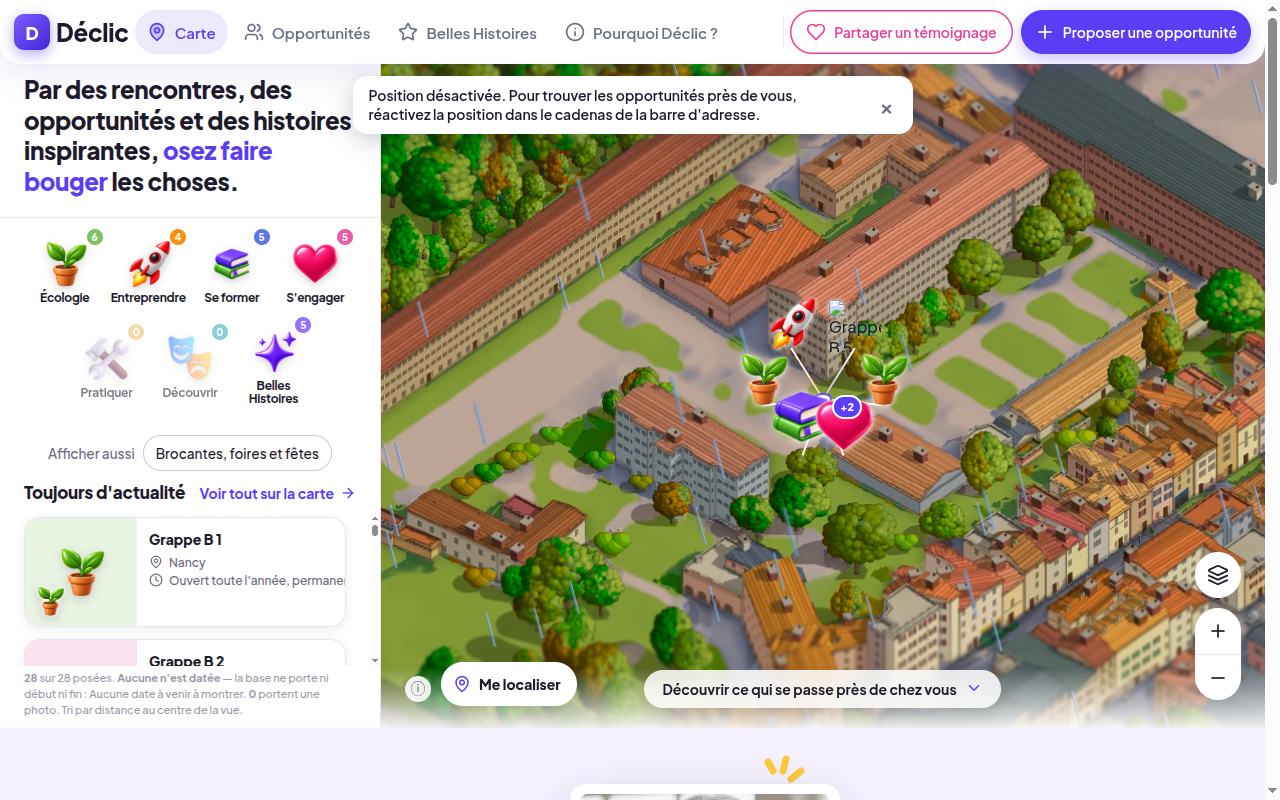 D Déclic
Carte
Opportunités
Belles Histoires
Pourquoi Déclic ?
Partager un témoignage
Proposer une opportunité
Par des rencontres, des
opportunités et des histoires
inspirantes, osez faire
bouger les choses.
Position désactivée. Pour trouver les opportunités près de vous,
réactivez la position dans le cadenas de la barre d'adresse.
6
4
5
5
Écologie
Entreprendre
Se former
S'engager
0
0
5
Pratiquer
Découvrir
Belles
Histoires
Afficher aussi
Brocantes, foires et fêtes
Toujours d'actualité
Voir tout sur la carte
Grappe B 1
Nancy
Ouvert toute l'année, permanen
Grappe B 2
28 sur 28 posées. Aucune n'est datée — la base ne porte ni
début ni fin : Aucune date à venir à montrer. 0 portent une
photo. Tri par distance au centre de la vue.
Grappe
B 5
+2
Me localiser
Découvrir ce qui se passe près de chez vous